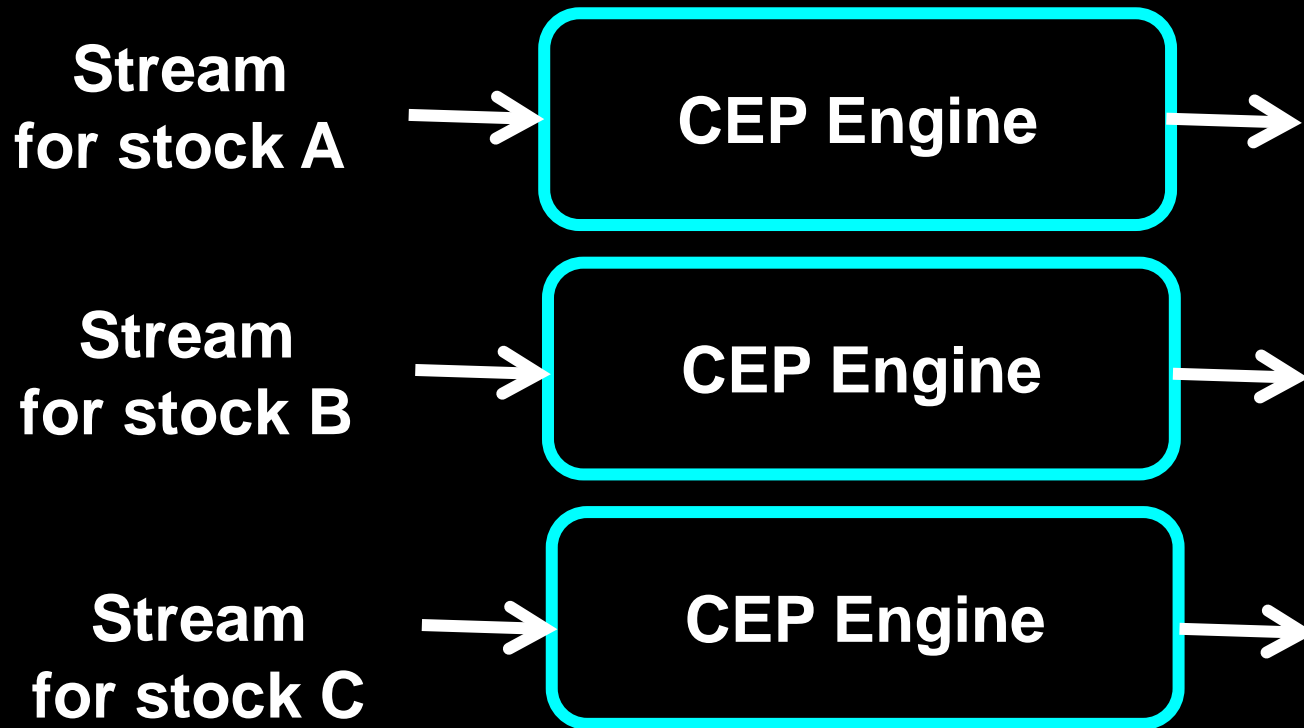 Stream
for stock A
CEP Engine
Stream
for stock B
CEP Engine
Stream
for stock C
CEP Engine